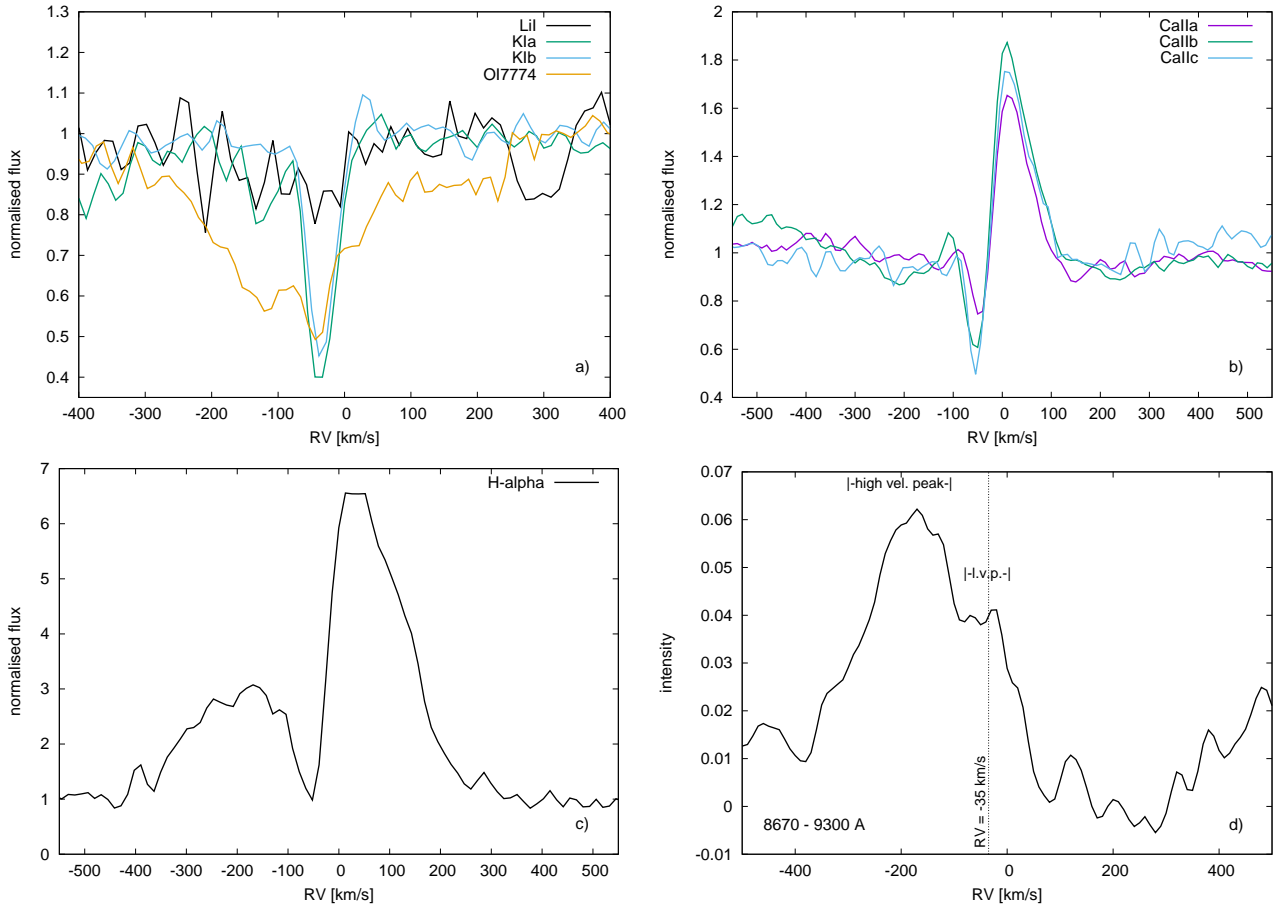 1.3
1.2
1.1
1
0.9
0.8
0.7
0.6
0.5
0.4
normalised flux
LiI
KIa
KIb
OI7774
a)
-400 -300 -200 -100 0 100 200 300 400
RV [km/s]
2
1.8
1.6
1.4
1.2
1
0.8
0.6
0.4
normalised flux
CaIIa
CaIIb
CaIIc
b)
-500 -400 -300 -200 -100 0 100 200 300 400 500
RV [km/s]
7
6
5
4
3
2
1
0
normalised flux
H-alpha
c)
-500 -400 -300 -200 -100 0 100 200 300 400 500
RV [km/s]
0.07
0.06
0.05
0.04
0.03
0.02
0.01
0
-0.01
intensity
|-high vel. peak-|
|-l.v.p.-|
RV = -35 km/s
8670 - 9300 A
d)
-400 -200 0 200 400
RV [km/s]